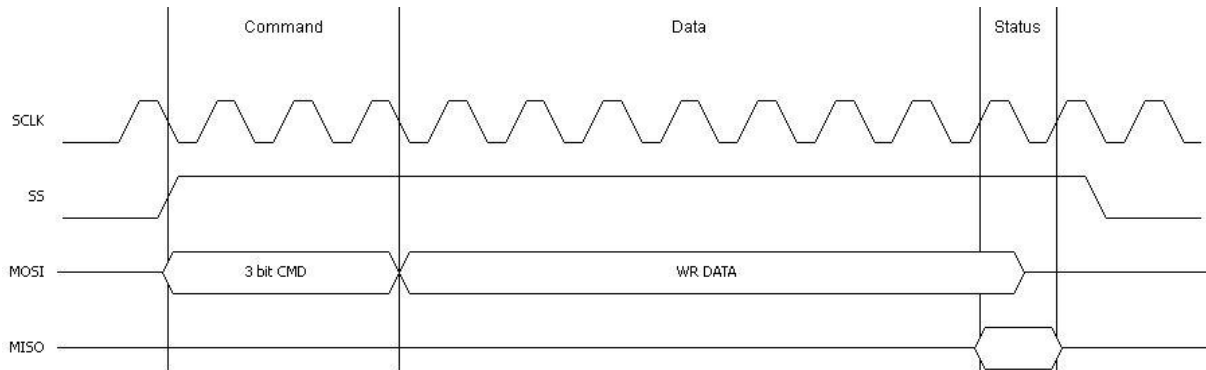 Command Data Status
SCLK
SS
MOSI 3 bit CMD WR DATA
MISO